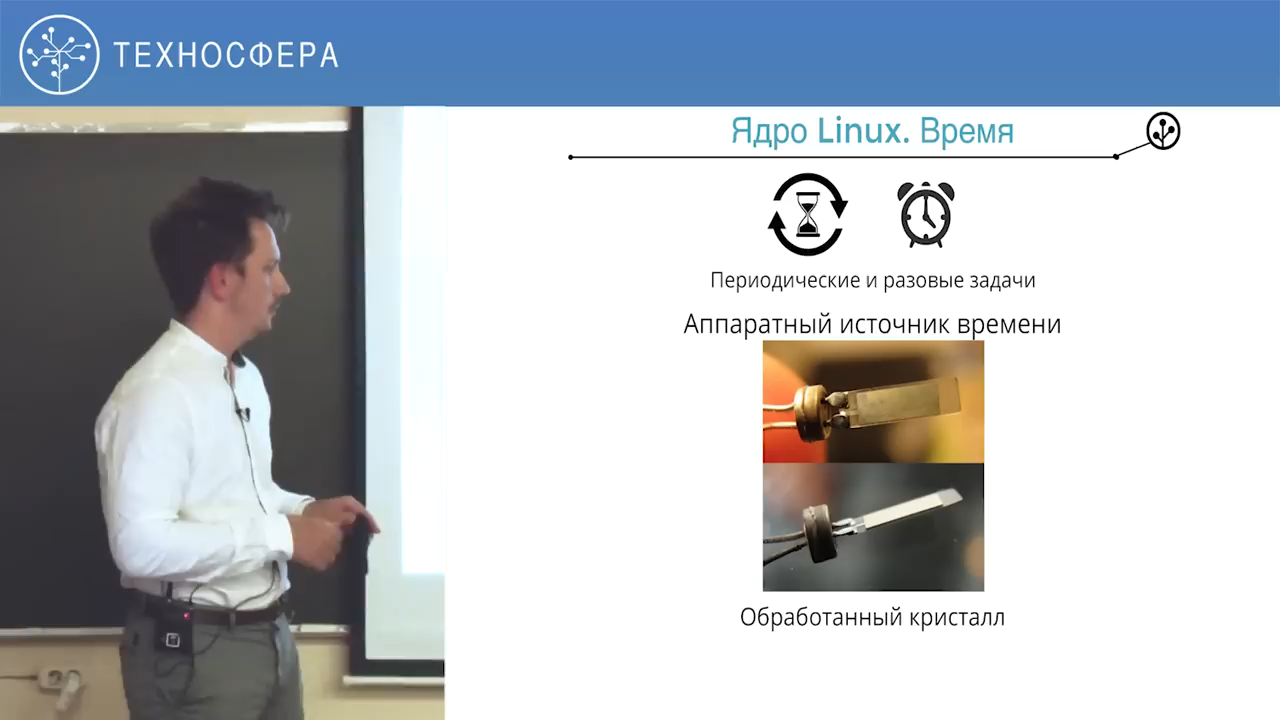 ТЕХНОСФЕРА
Ядро Linux. Время
Периодические и разовые задачи
Аппаратный источник времени
Обработанный кристалл